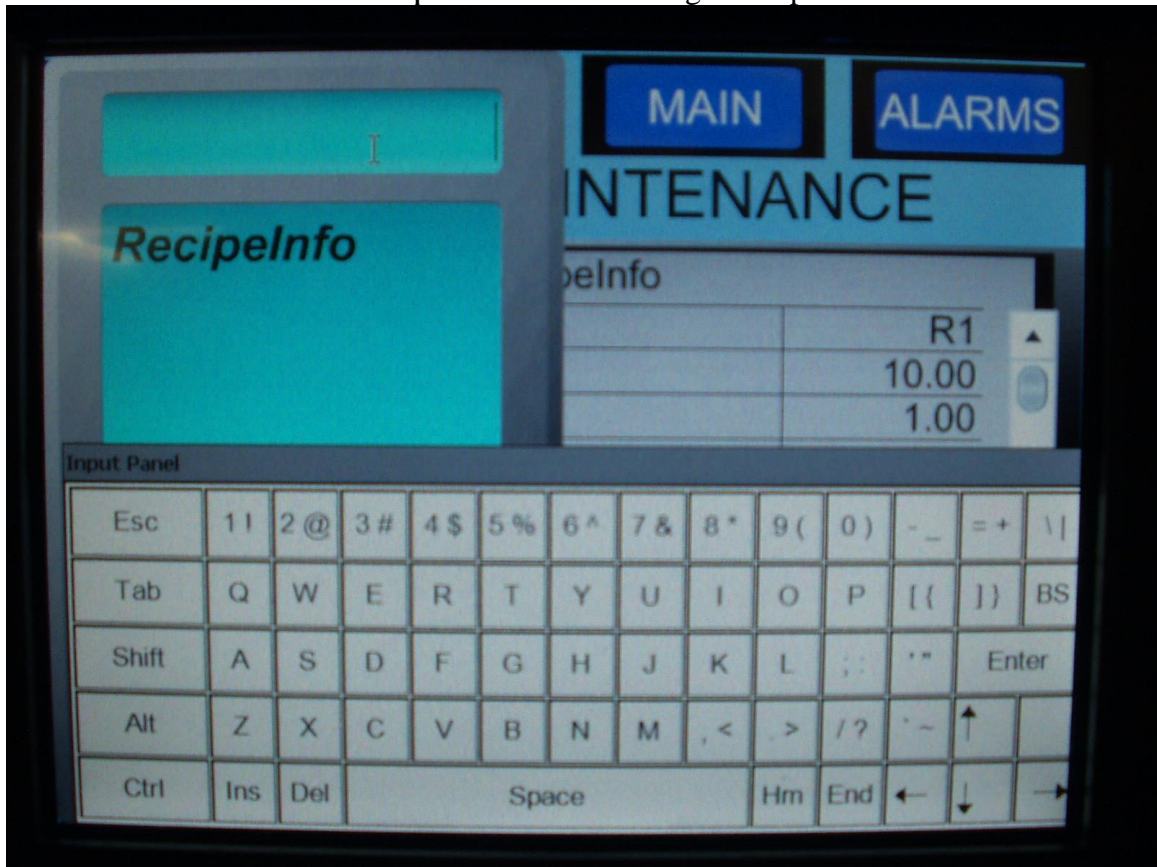 MAIN ALARMS
INTENANCE
RecipeInfo
peInfo
R1
10.00
1.00
Input Panel
Esc 1! 2@ 3# 4$ 5% 6^ 7& 8* 9( 0) -_ =+ \|
Tab Q W E R T Y U I O P [{ ]} BS
Shift A S D F G H J K L ;: '" Enter
Alt Z X C V B N M ,< .> /? `~ ↑
Ctrl Ins Del Space Hm End ← ↓ →